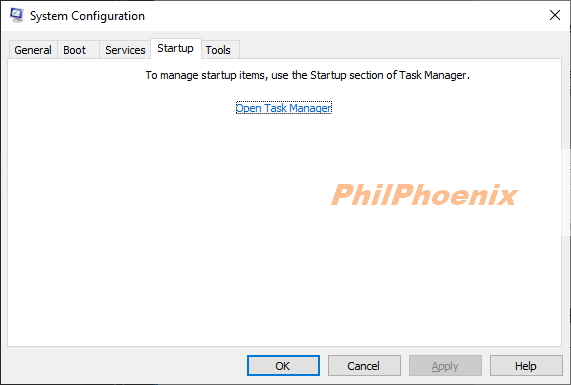 System Configuration
General Boot Services Startup Tools
To manage startup items, use the Startup section of Task Manager.
Open Task Manager
PhilPhoenix
OK Cancel Apply Help